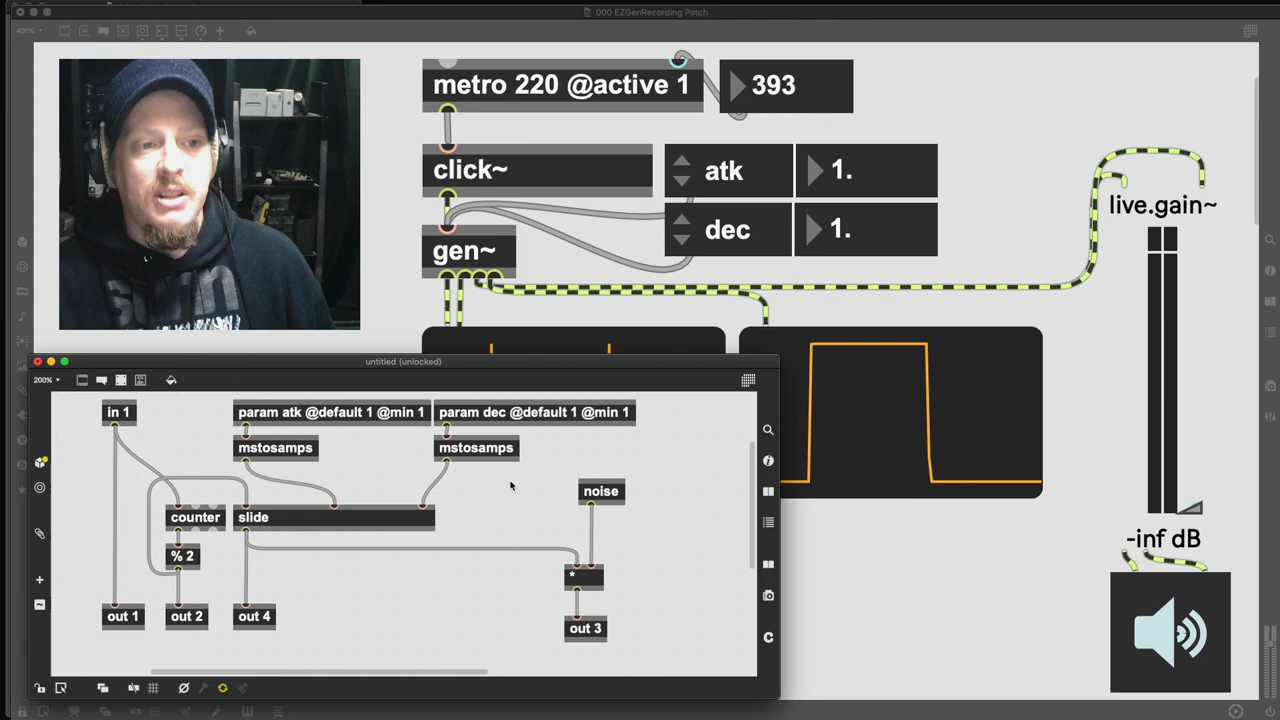 000 EZGenRecording Patch
400%
metro 220 @active 1
393
click~
atk
1.
gen~
dec
1.
live.gain~
-inf dB
untitled (unlocked)
200%
in 1
param atk @default 1 @min 1
param dec @default 1 @min 1
mstosamps
mstosamps
noise
counter
slide
% 2
*
out 1
out 2
out 4
out 3
C